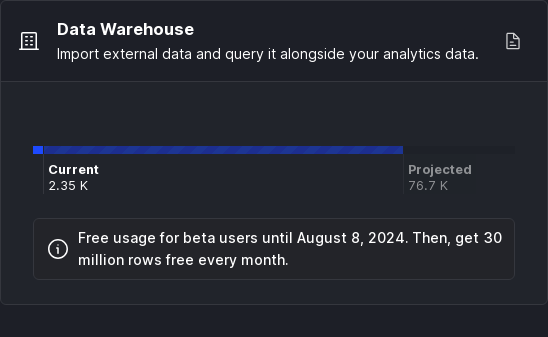 Data Warehouse
Import external data and query it alongside your analytics data.
Current
2.35 K
Projected
76.7 K
Free usage for beta users until August 8, 2024. Then, get 30
million rows free every month.